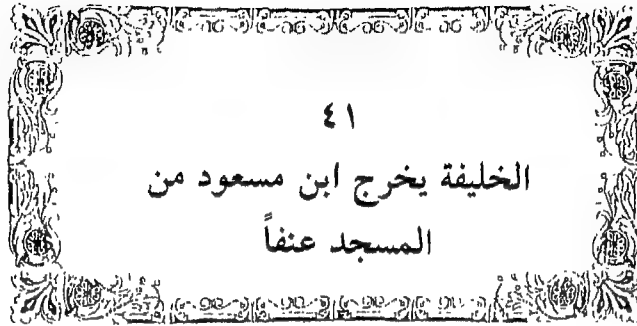 ٤١
الخليفة يخرج ابن مسعود من
المسجد عنفاً